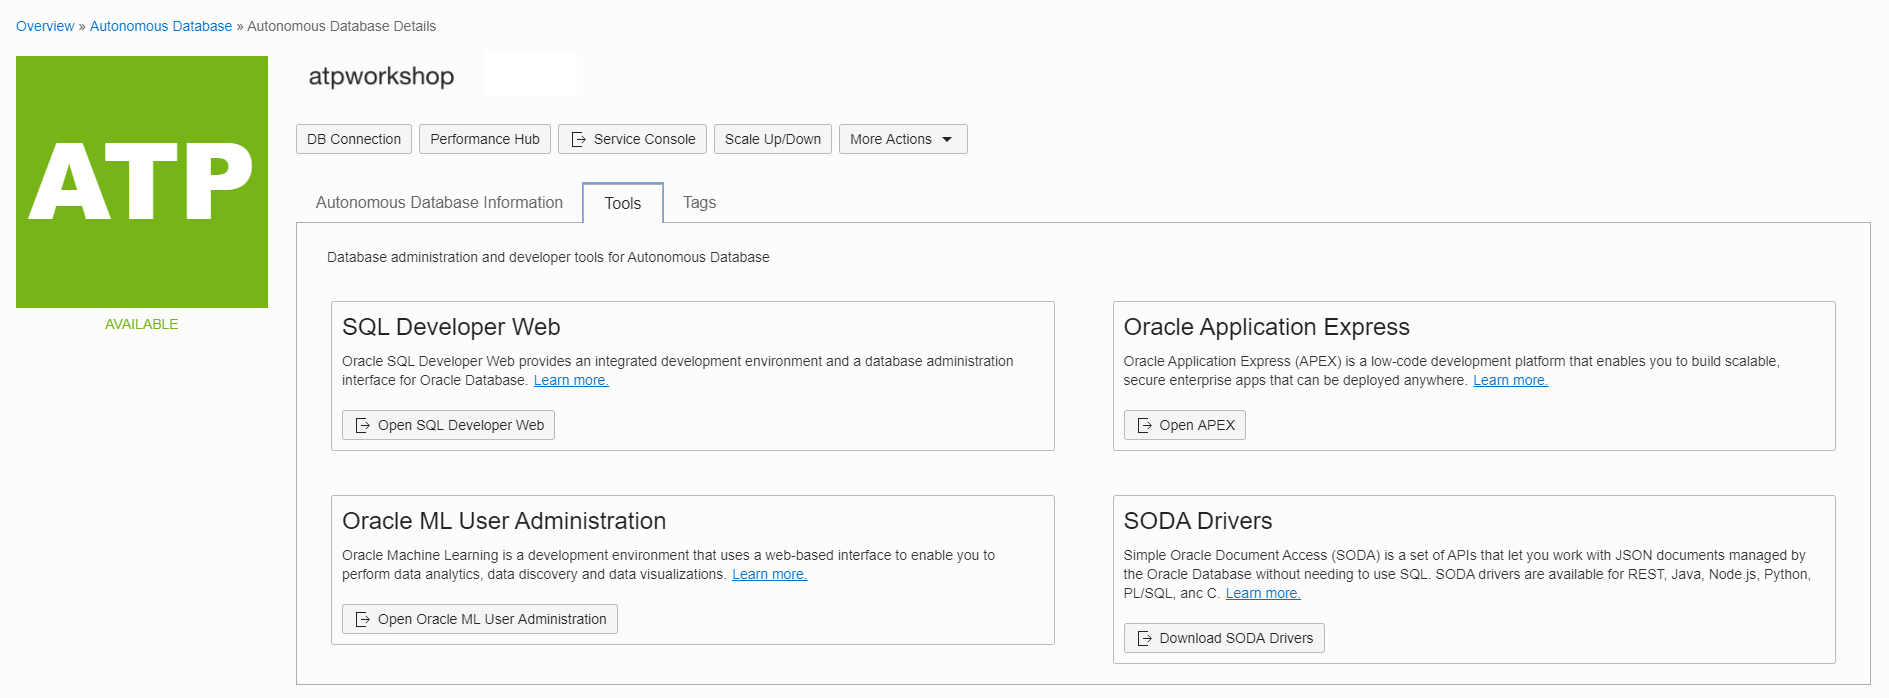 Overview » Autonomous Database » Autonomous Database Details
ATP
AVAILABLE
atpworkshop
DB Connection
Performance Hub
Service Console
Scale Up/Down
More Actions
Autonomous Database Information
Tools
Tags
Database administration and developer tools for Autonomous Database
SQL Developer Web
Oracle SQL Developer Web provides an integrated development environment and a database administration
interface for Oracle Database. Learn more.
Open SQL Developer Web
Oracle Application Express
Oracle Application Express (APEX) is a low-code development platform that enables you to build scalable,
secure enterprise apps that can be deployed anywhere. Learn more.
Open APEX
Oracle ML User Administration
Oracle Machine Learning is a development environment that uses a web-based interface to enable you to
perform data analytics, data discovery and data visualizations. Learn more.
Open Oracle ML User Administration
SODA Drivers
Simple Oracle Document Access (SODA) is a set of APIs that let you work with JSON documents managed by
the Oracle Database without needing to use SQL. SODA drivers are available for REST, Java, Node.js, Python,
PL/SQL, anc C. Learn more.
Download SODA Drivers